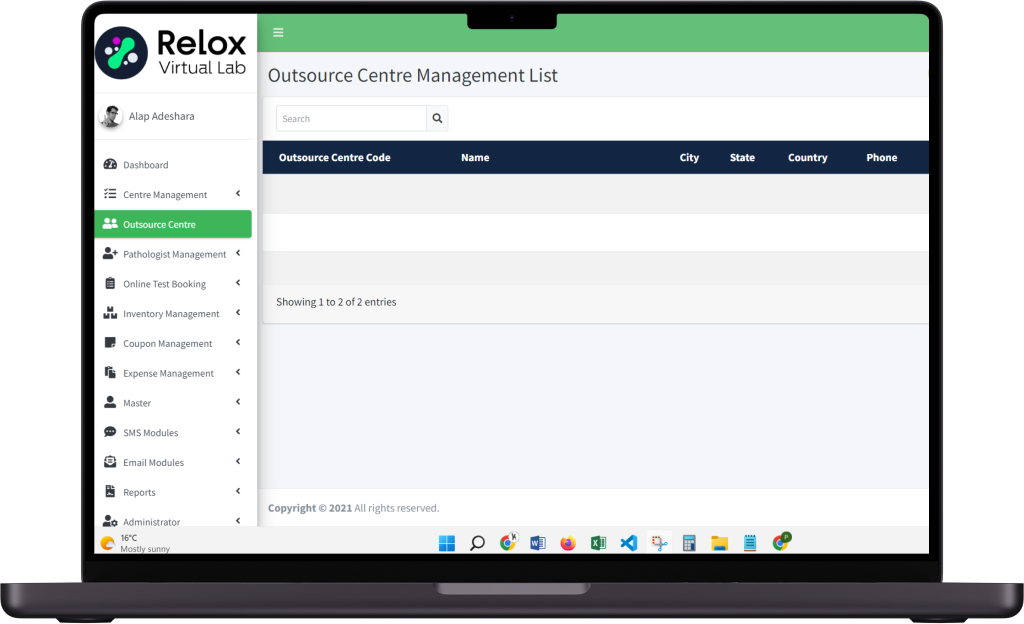 Relox
Virtual Lab
Alap Adeshara
Dashboard
Centre Management
Outsource Centre
Pathologist Management
Online Test Booking
Inventory Management
Coupon Management
Expense Management
Master
SMS Modules
Email Modules
Reports
Administrator
Outsource Centre Management List
Search
Outsource Centre Code Name City State Country Phone
Showing 1 to 2 of 2 entries
Copyright © 2021 All rights reserved.
16°C
Mostly sunny